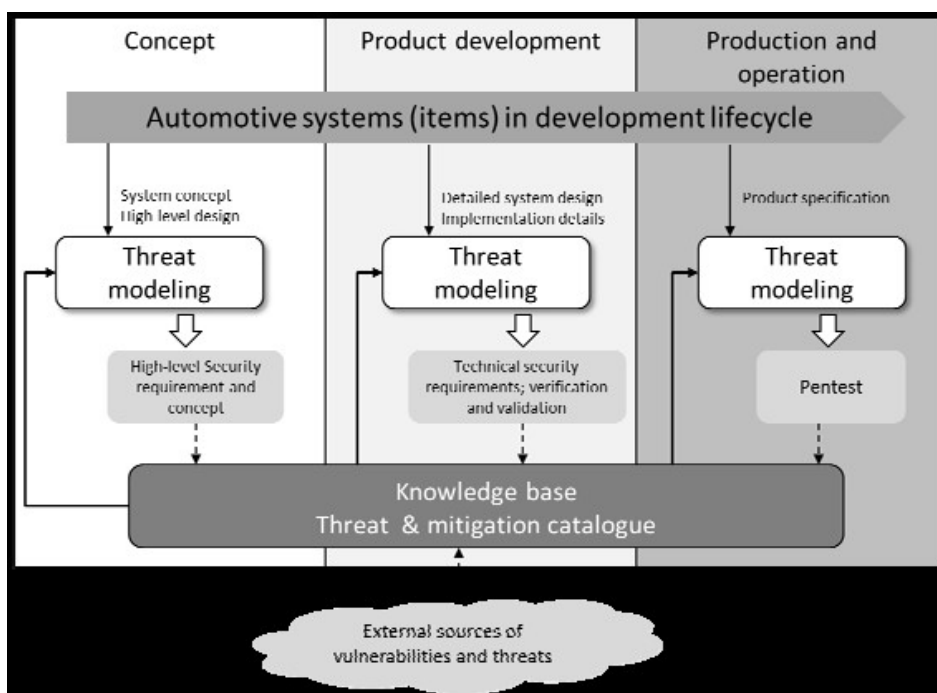 Concept
Product development
Production and
operation
Automotive systems (items) in development lifecycle
System concept
High level design
Detailed system design
Implementation details
Product specification
Threat
modeling
Threat
modeling
Threat
modeling
High-level Security
requirement and
concept
Technical security
requirements; verification
and validation
Pentest
Knowledge base
Threat & mitigation catalogue
External sources of
vulnerabilities and threats